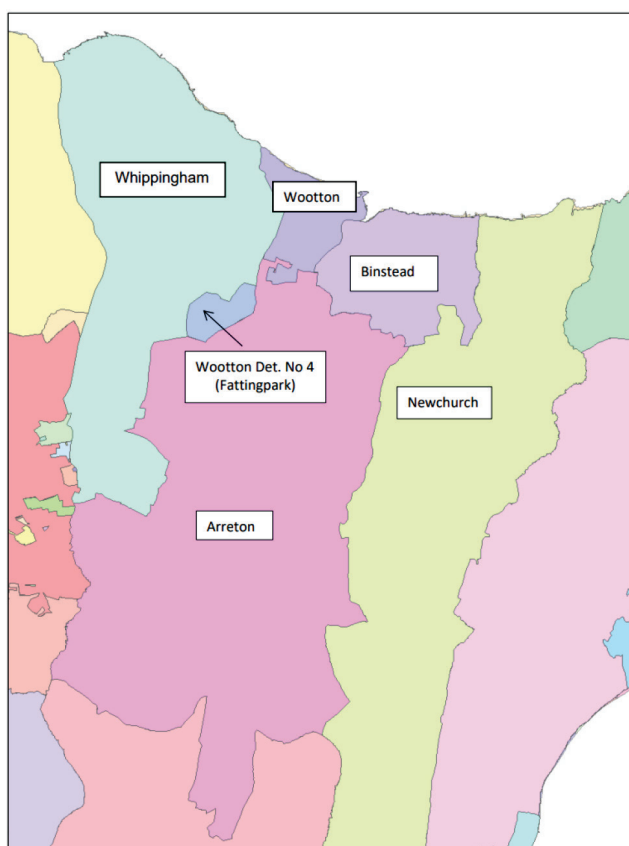 Whippingham
Wootton
Binstead
Wootton Det. No 4
(Fattingpark)
Newchurch
Arreton